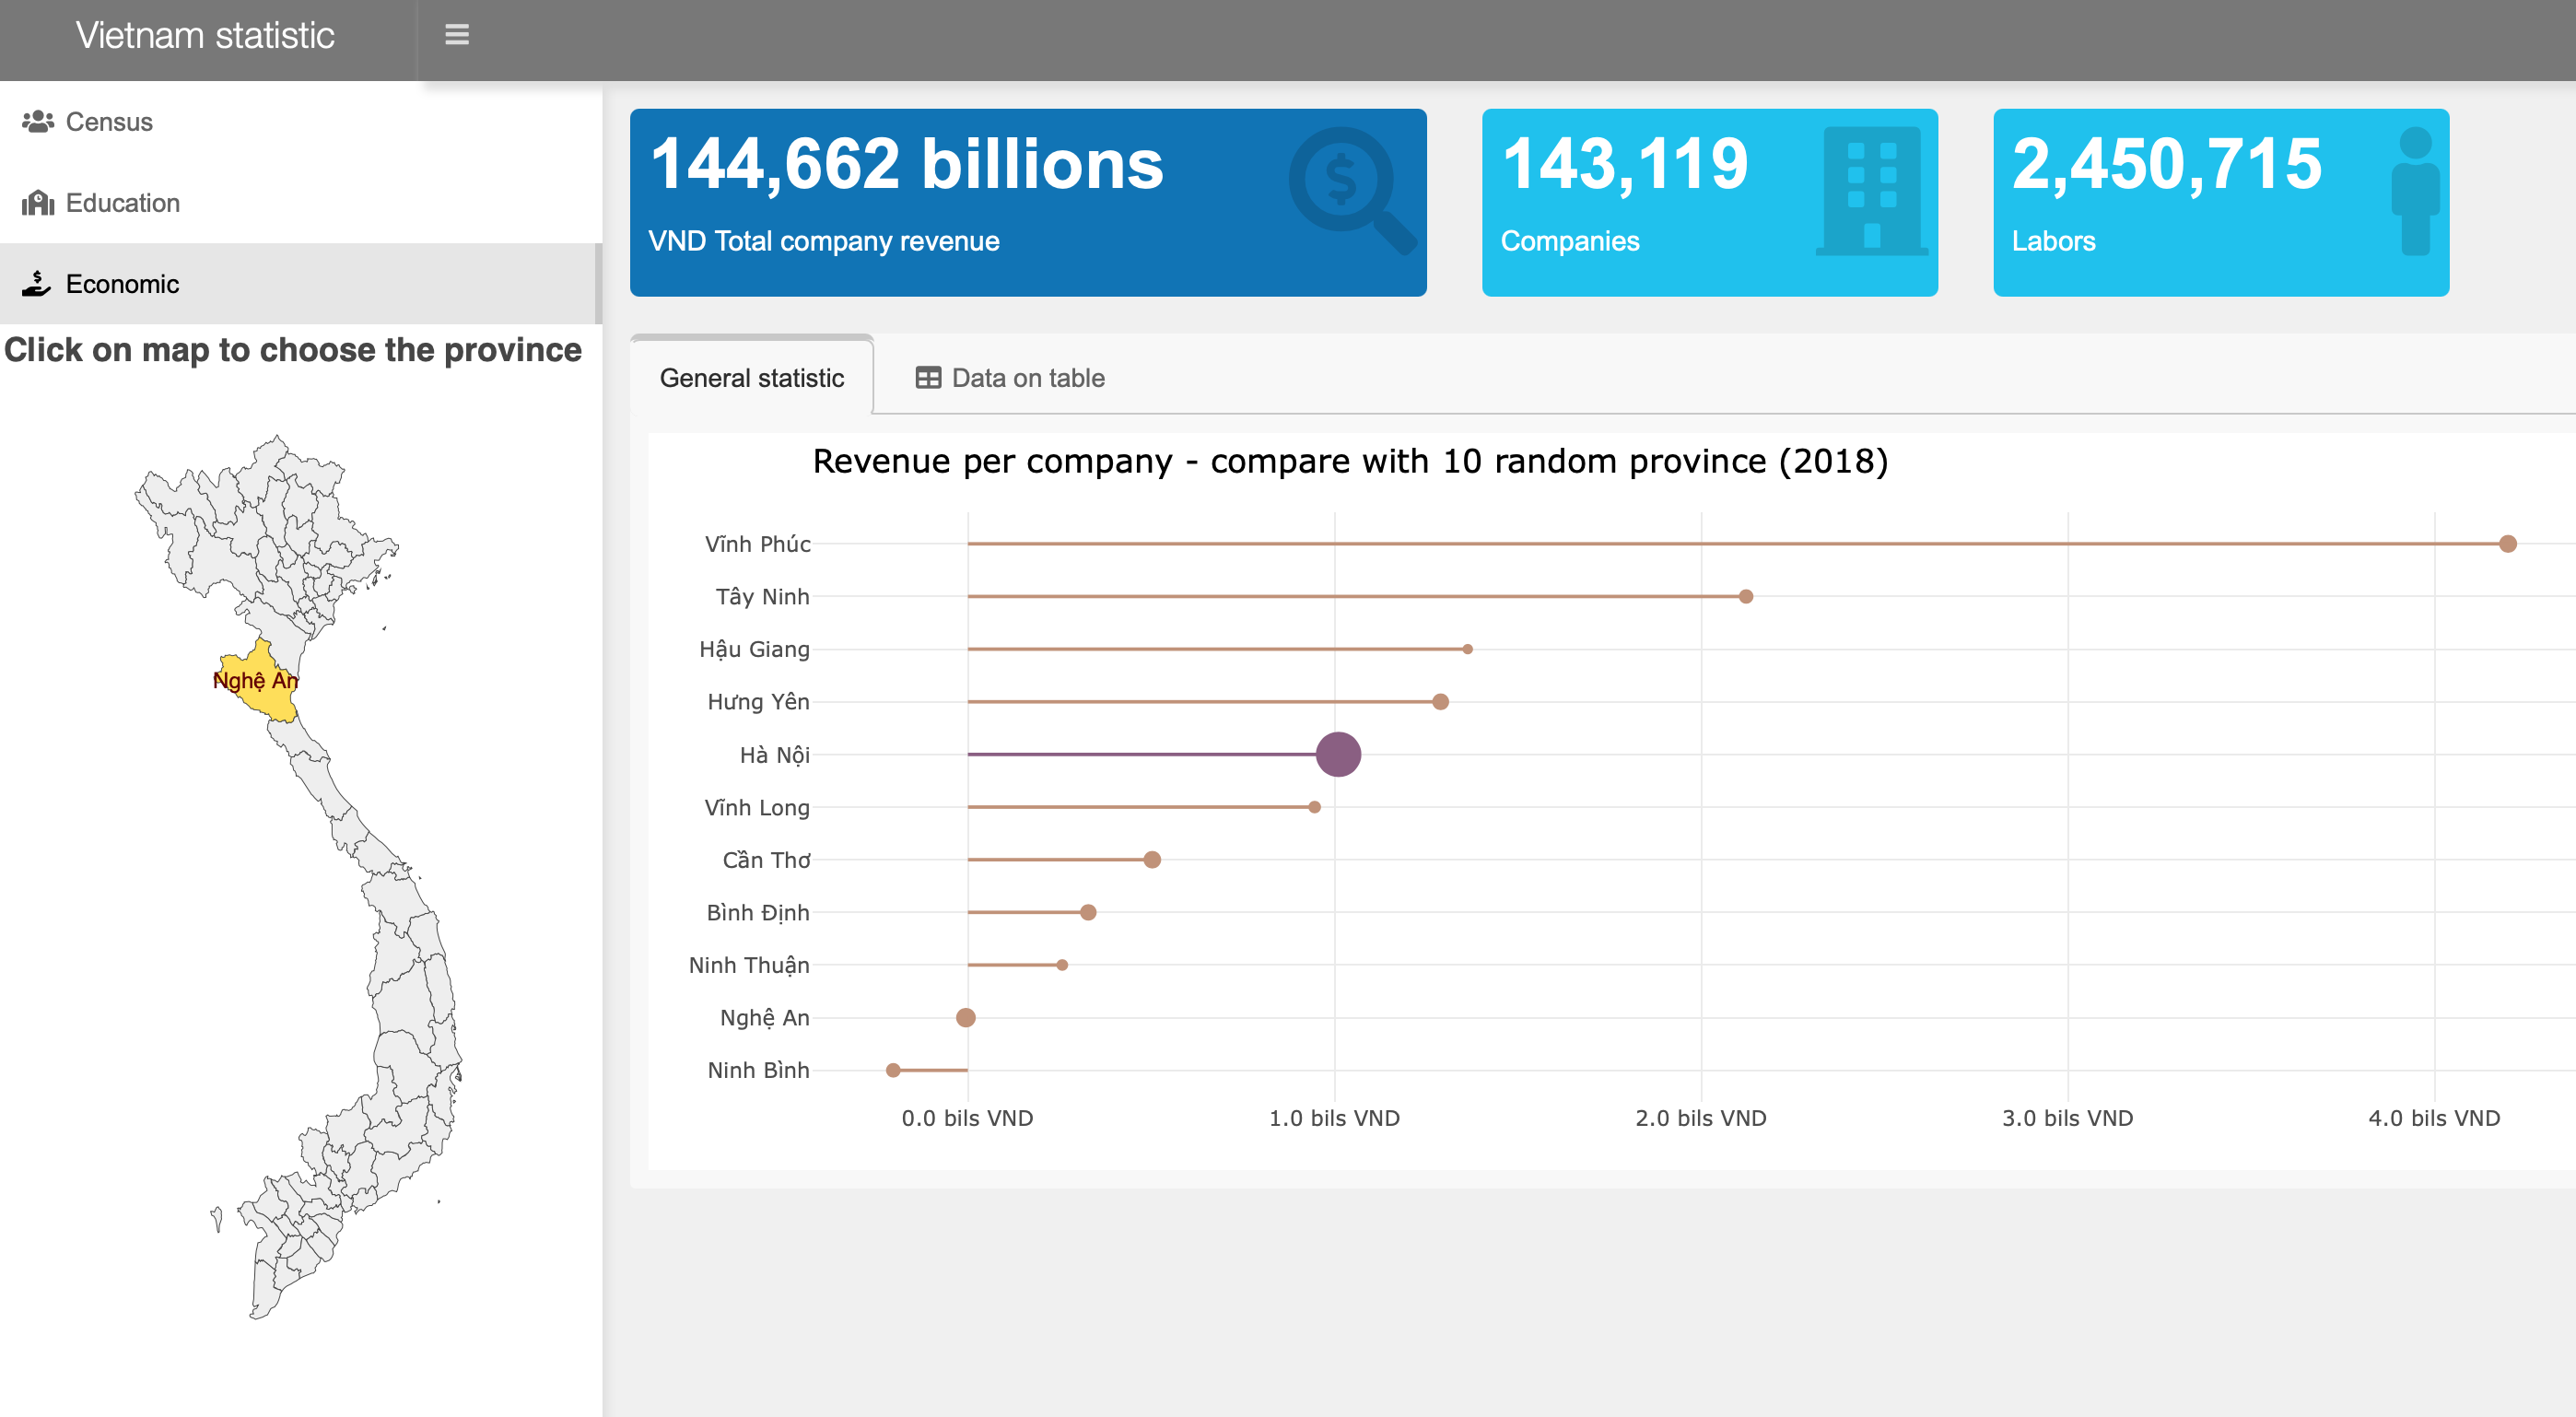 Vietnam statistic
Census
Education
Economic
Click on map to choose the province
Nghệ An
144,662 billions
VND Total company revenue
143,119
Companies
2,450,715
Labors
General statistic
Data on table
Revenue per company - compare with 10 random province (2018)
Vĩnh Phúc
Tây Ninh
Hậu Giang
Hưng Yên
Hà Nội
Vĩnh Long
Cần Thơ
Bình Định
Ninh Thuận
Nghệ An
Ninh Bình
0.0 bils VND 1.0 bils VND 2.0 bils VND 3.0 bils VND 4.0 bils VND